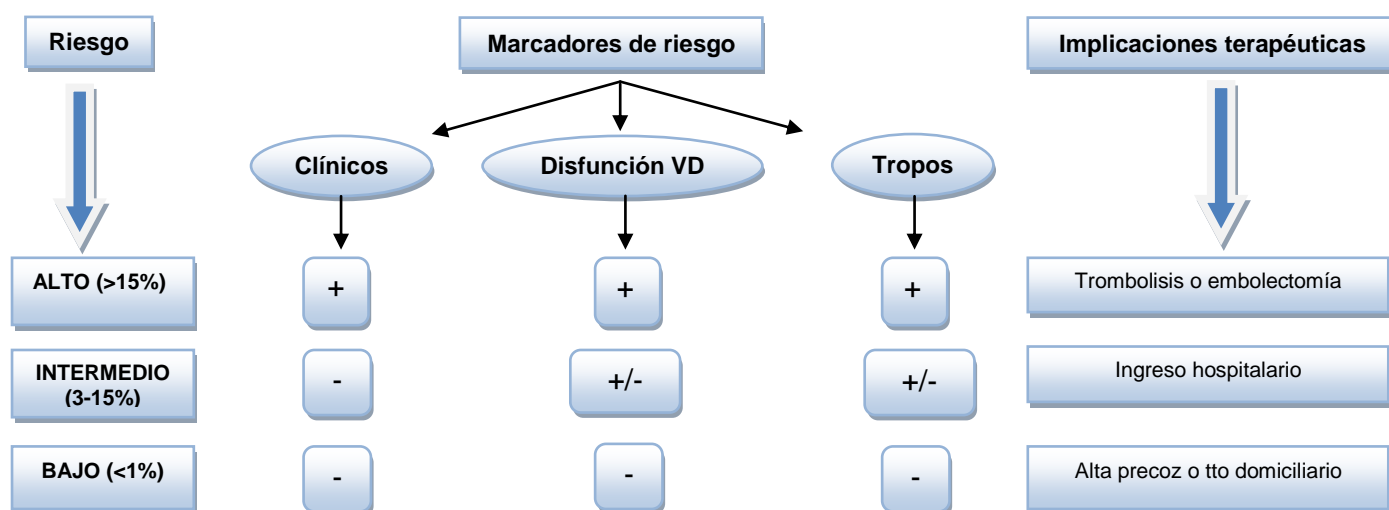 Riesgo
Marcadores de riesgo
Implicaciones terapéuticas
Clínicos
Disfunción VD
Tropos
ALTO (>15%)
+
+
+
Trombolisis o embolectomía
INTERMEDIO
(3-15%)
-
+/-
+/-
Ingreso hospitalario
BAJO (<1%)
-
-
-
Alta precoz o tto domiciliario